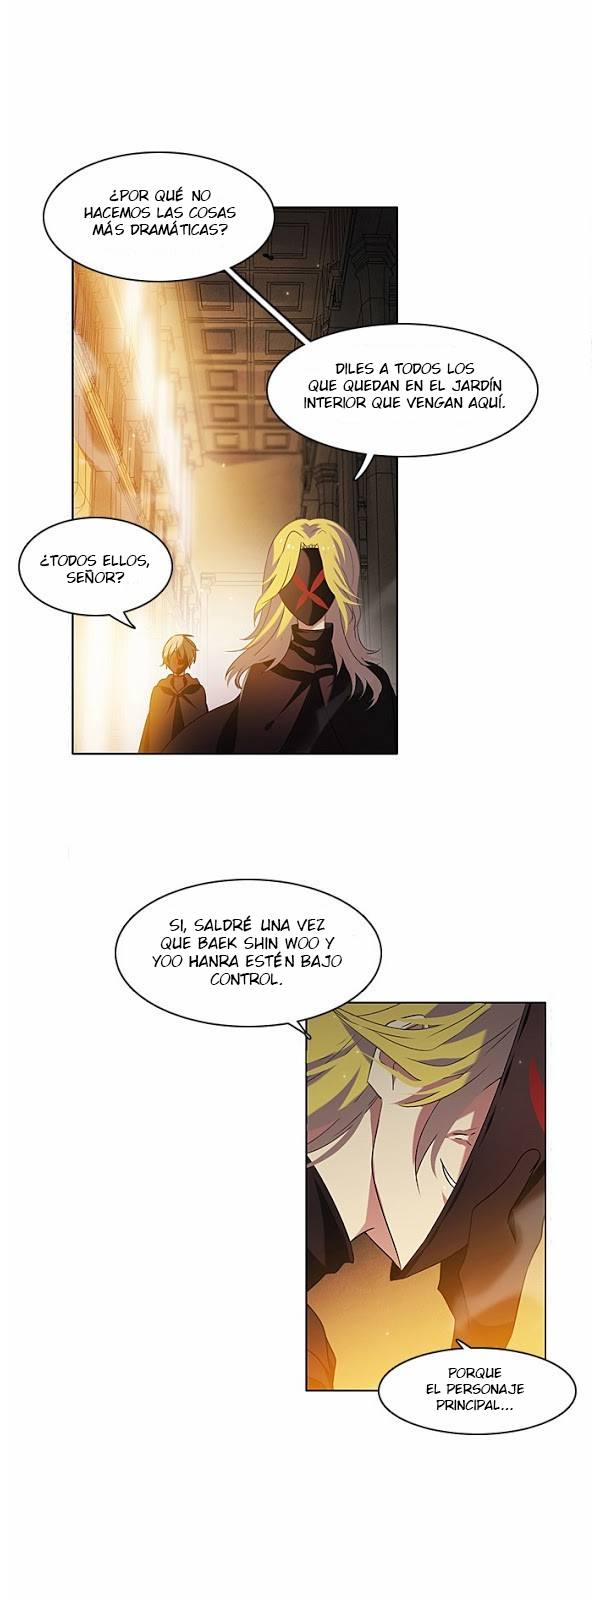 ¿POR QUÉ NO
HACEMOS LAS COSAS
MÁS DRAMÁTICAS?
DILES A TODOS LOS
QUE QUEDAN EN EL JARDÍN
INTERIOR QUE VENGAN AQUÍ.
¿TODOS ELLOS,
SEÑOR?
SI, SALDRÉ UNA VEZ
QUE BAEK SHIN WOO Y
YOO HANRA ESTÉN BAJO
CONTROL.
PORQUE
EL PERSONAJE
PRINCIPAL...